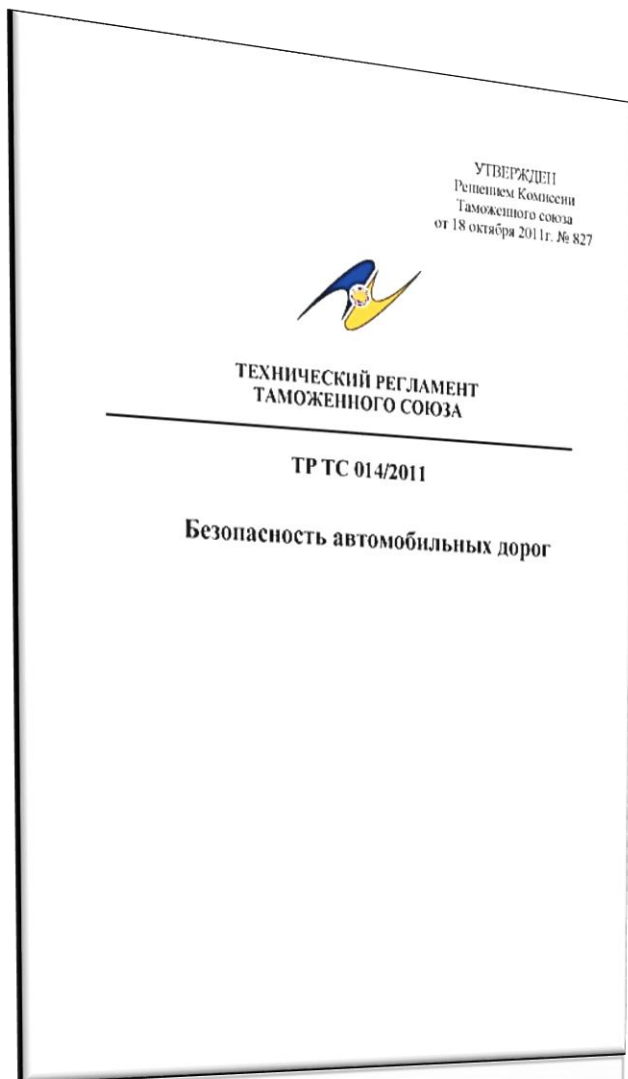 УТВЕРЖДЕН
Решением Комиссии
Таможенного союза
от 18 октября 2011г. № 827
ТЕХНИЧЕСКИЙ РЕГЛАМЕНТ
ТАМОЖЕННОГО СОЮЗА
ТР ТС 014/2011
Безопасность автомобильных дорог